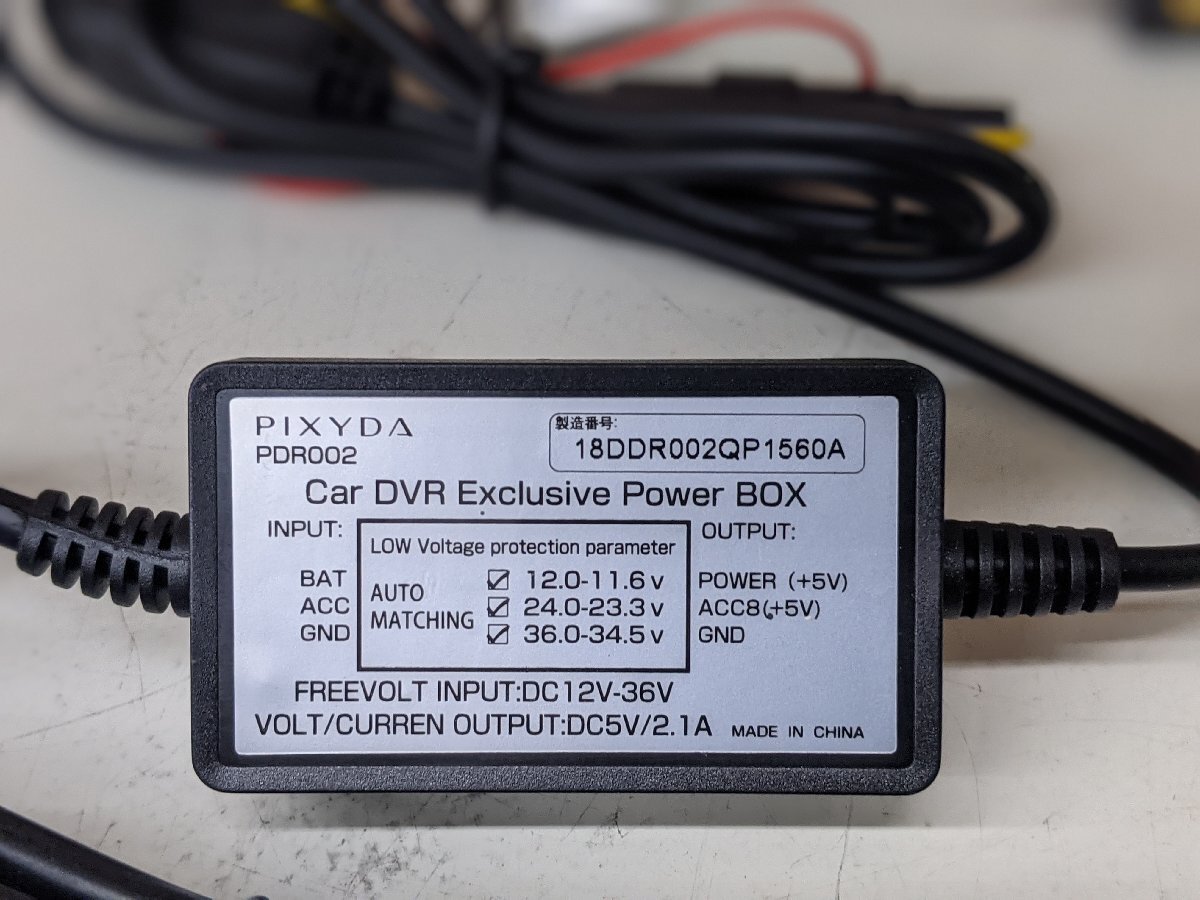 PIXYDA
PDR002
製造番号:
18DDR002QP1560A
Car DVR Exclusive Power BOX
INPUT:
BAT
ACC
GND
LOW Voltage protection parameter
AUTO
MATCHING
☑ 12.0-11.6 v
☑ 24.0-23.3 v
☑ 36.0-34.5 v
OUTPUT:
POWER (+5V)
ACC8(+5V)
GND
FREEVOLT INPUT:DC12V-36V
VOLT/CURREN OUTPUT:DC5V/2.1A
MADE IN CHINA